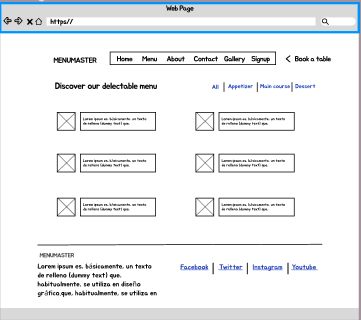 Web Page
https//
MENUMASTER
Home Menu About Contact Gallery Signup
Book a table
Discover our delectable menu
All Appetizer Main course Dessert
Lorem ipsum es, básicamente, un texto
de relleno (dummy text) que,
Lorem ipsum es, básicamente, un texto
de relleno (dummy text) que,
Lorem ipsum es, básicamente, un texto
de relleno (dummy text) que,
Lorem ipsum es, básicamente, un texto
de relleno (dummy text) que,
Lorem ipsum es, básicamente, un texto
de relleno (dummy text) que,
Lorem ipsum es, básicamente, un texto
de relleno (dummy text) que,
MENUMASTER
Lorem ipsum es, básicamente, un texto
de relleno (dummy text) que,
habitualmente, se utiliza en diseño
gráfico,que, habitualmente, se utiliza en
Facebook Twitter Instagram Youtube